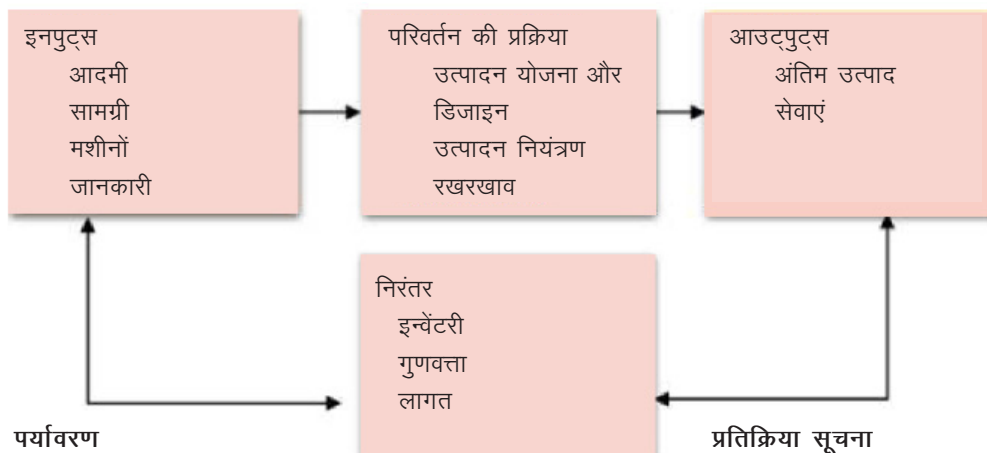 इनपुट्स
आदमी
सामग्री
मशीनों
जानकारी
परिवर्तन की प्रक्रिया
उत्पादन योजना और
डिजाइन
उत्पादन नियंत्रण
रखरखाव
आउट्पुट्स
अंतिम उत्पाद
सेवाएं
निरंतर
इन्वेंटरी
गुणवत्ता
लागत
पर्यावरण
प्रतिक्रिया सूचना